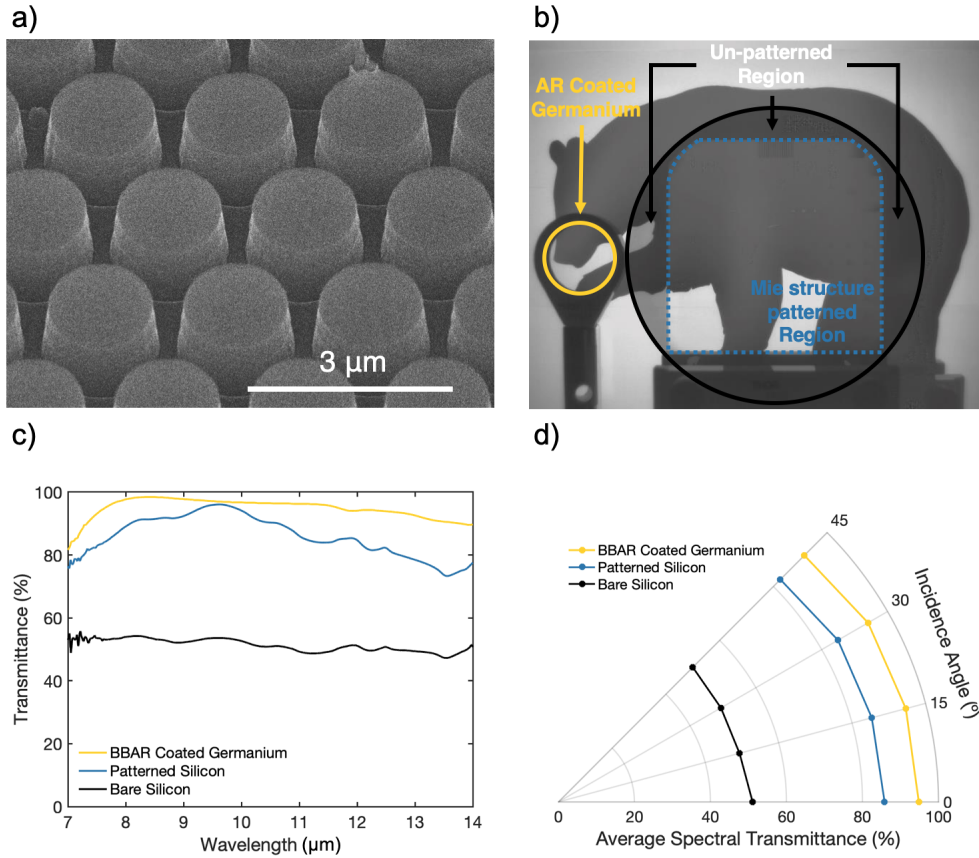 a)
3 µm
b)
Un-patterned
Region
AR Coated
Germanium
Mie structure
patterned
Region
c)
100
80
60
40
20
0
7
8
9
10
11
12
13
14
Transmittance (%)
Wavelength (µm)
BBAR Coated Germanium
Patterned Silicon
Bare Silicon
d)
BBAR Coated Germanium
Patterned Silicon
Bare Silicon
45
30
15
0
Incidence Angle (º)
0
20
40
60
80
100
Average Spectral Transmittance (%)